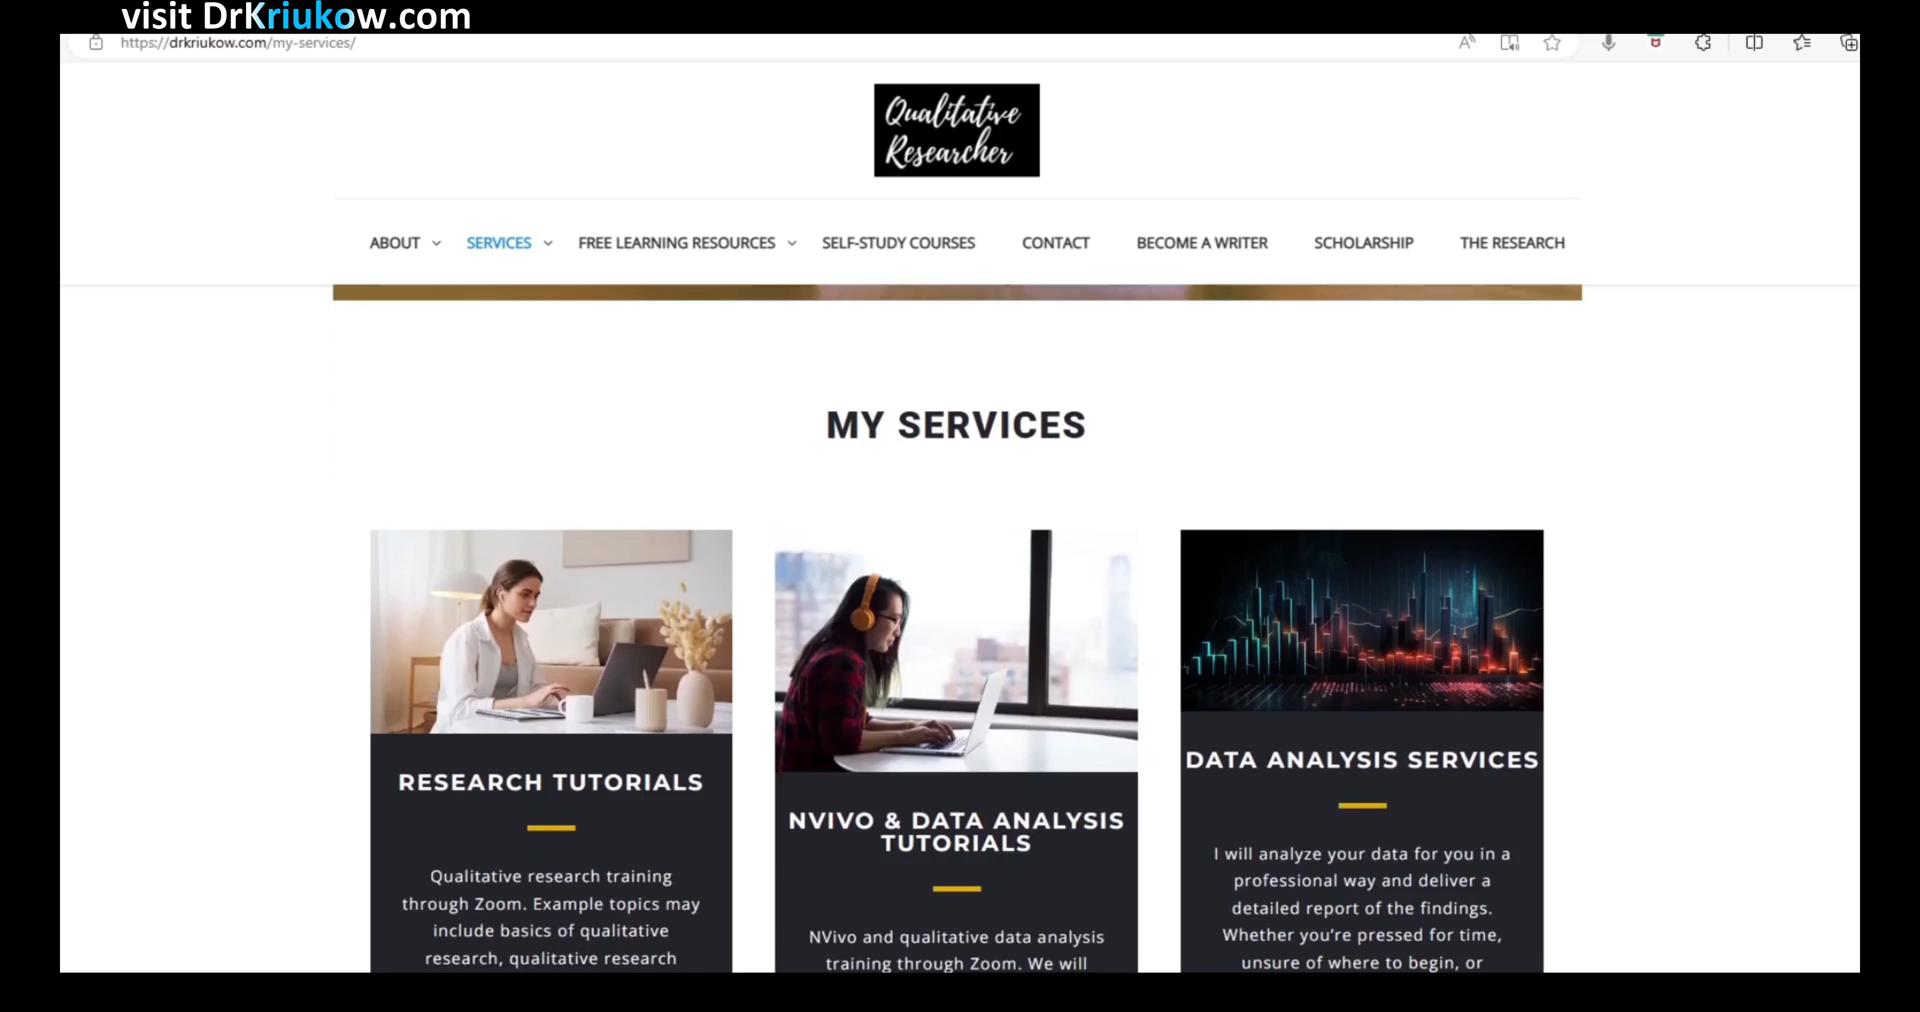 visit DrKriukow.com
https://drkriukow.com/my-services/
Qualitative
Researcher
ABOUT SERVICES FREE LEARNING RESOURCES SELF-STUDY COURSES CONTACT BECOME A WRITER SCHOLARSHIP THE RESEARCH
MY SERVICES
RESEARCH TUTORIALS
Qualitative research training
through Zoom. Example topics may
include basics of qualitative
research, qualitative research
NVIVO & DATA ANALYSIS
TUTORIALS
NVivo and qualitative data analysis
training through Zoom. We will
DATA ANALYSIS SERVICES
I will analyze your data for you in a
professional way and deliver a
detailed report of the findings.
Whether you’re pressed for time,
unsure of where to begin, or